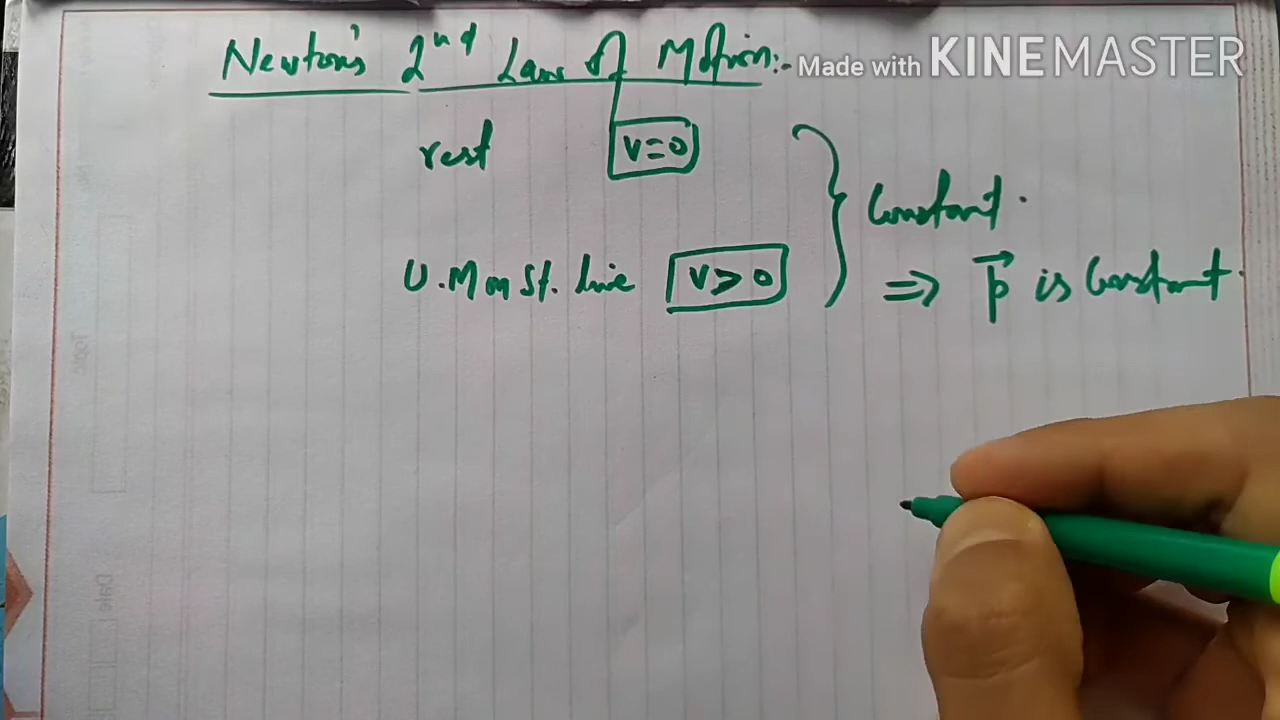 Newton's 2nd Law of Motion:-
Made with KINEMASTER
rest v=0
Constant.
U.M on St. line v>0
⇒ p⃗ is Constant.